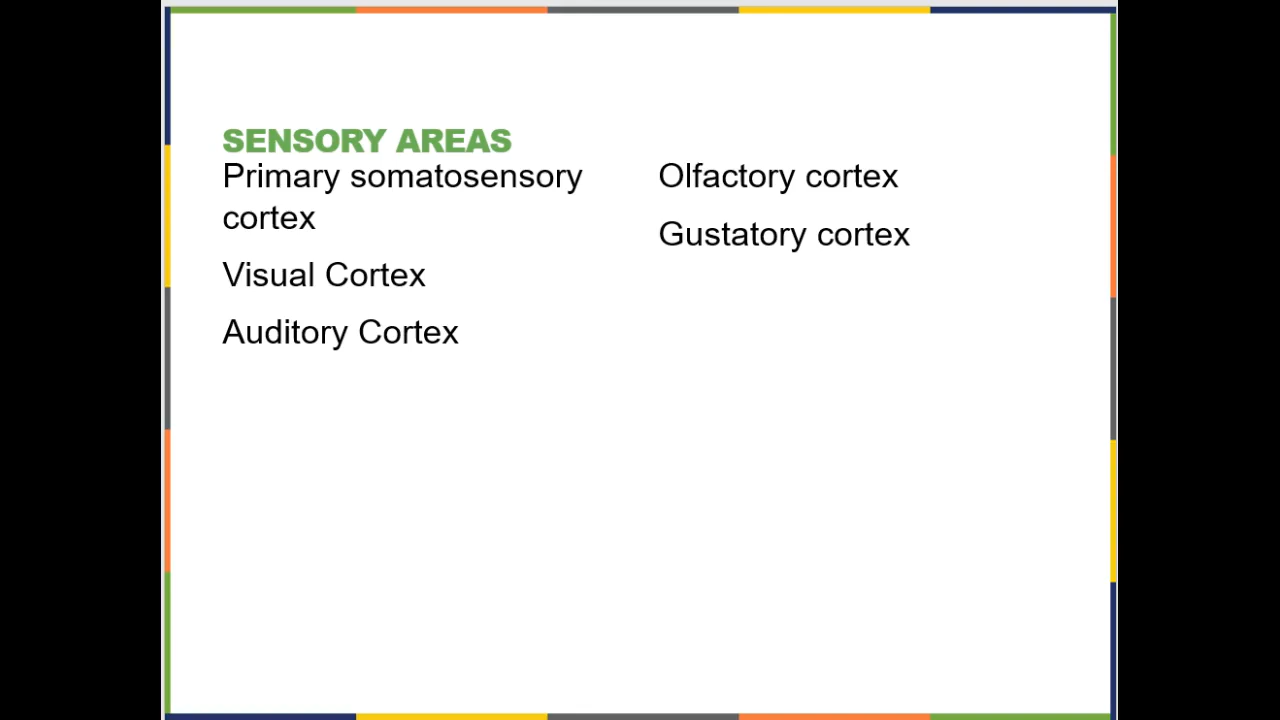 SENSORY AREAS
Primary somatosensory
cortex
Visual Cortex
Auditory Cortex
Olfactory cortex
Gustatory cortex